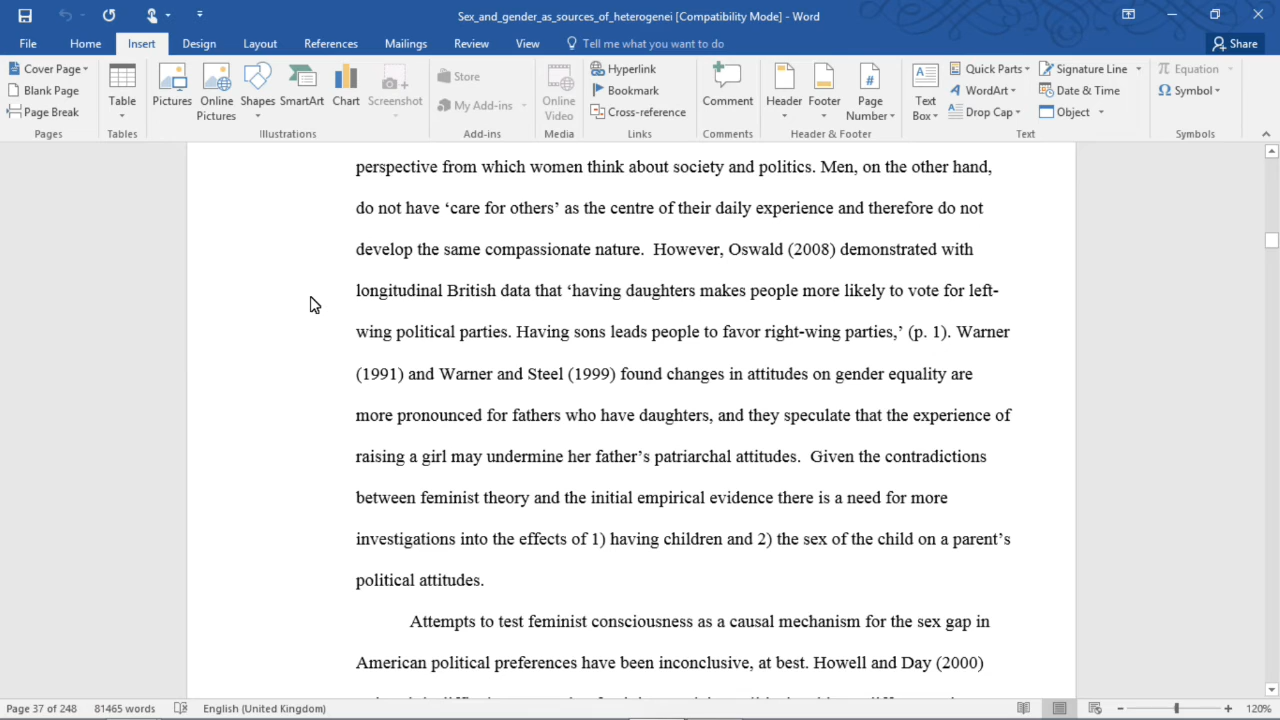 Sex_and_gender_as_sources_of_heterogenei [Compatibility Mode] - Word
File Home Insert Design Layout References Mailings Review View Tell me what you want to do Share
Cover Page
Blank Page
Page Break
Pages
Table
Tables
Pictures
Online Pictures
Shapes
SmartArt
Chart
Screenshot
Illustrations
Store
My Add-ins
Add-ins
Online Video
Media
Hyperlink
Bookmark
Cross-reference
Links
Comment
Comments
Header
Footer
Page Number
Header & Footer
Text Box
Quick Parts
WordArt
Drop Cap
Signature Line
Date & Time
Object
Text
Equation
Symbol
Symbols
perspective from which women think about society and politics. Men, on the other hand,
do not have ‘care for others’ as the centre of their daily experience and therefore do not
develop the same compassionate nature.  However, Oswald (2008) demonstrated with
longitudinal British data that ‘having daughters makes people more likely to vote for left-
wing political parties. Having sons leads people to favor right-wing parties,’ (p. 1). Warner
(1991) and Warner and Steel (1999) found changes in attitudes on gender equality are
more pronounced for fathers who have daughters, and they speculate that the experience of
raising a girl may undermine her father’s patriarchal attitudes.  Given the contradictions
between feminist theory and the initial empirical evidence there is a need for more
investigations into the effects of 1) having children and 2) the sex of the child on a parent’s
political attitudes.
Attempts to test feminist consciousness as a causal mechanism for the sex gap in
American political preferences have been inconclusive, at best. Howell and Day (2000)
Page 37 of 248 81465 words English (United Kingdom) 120%